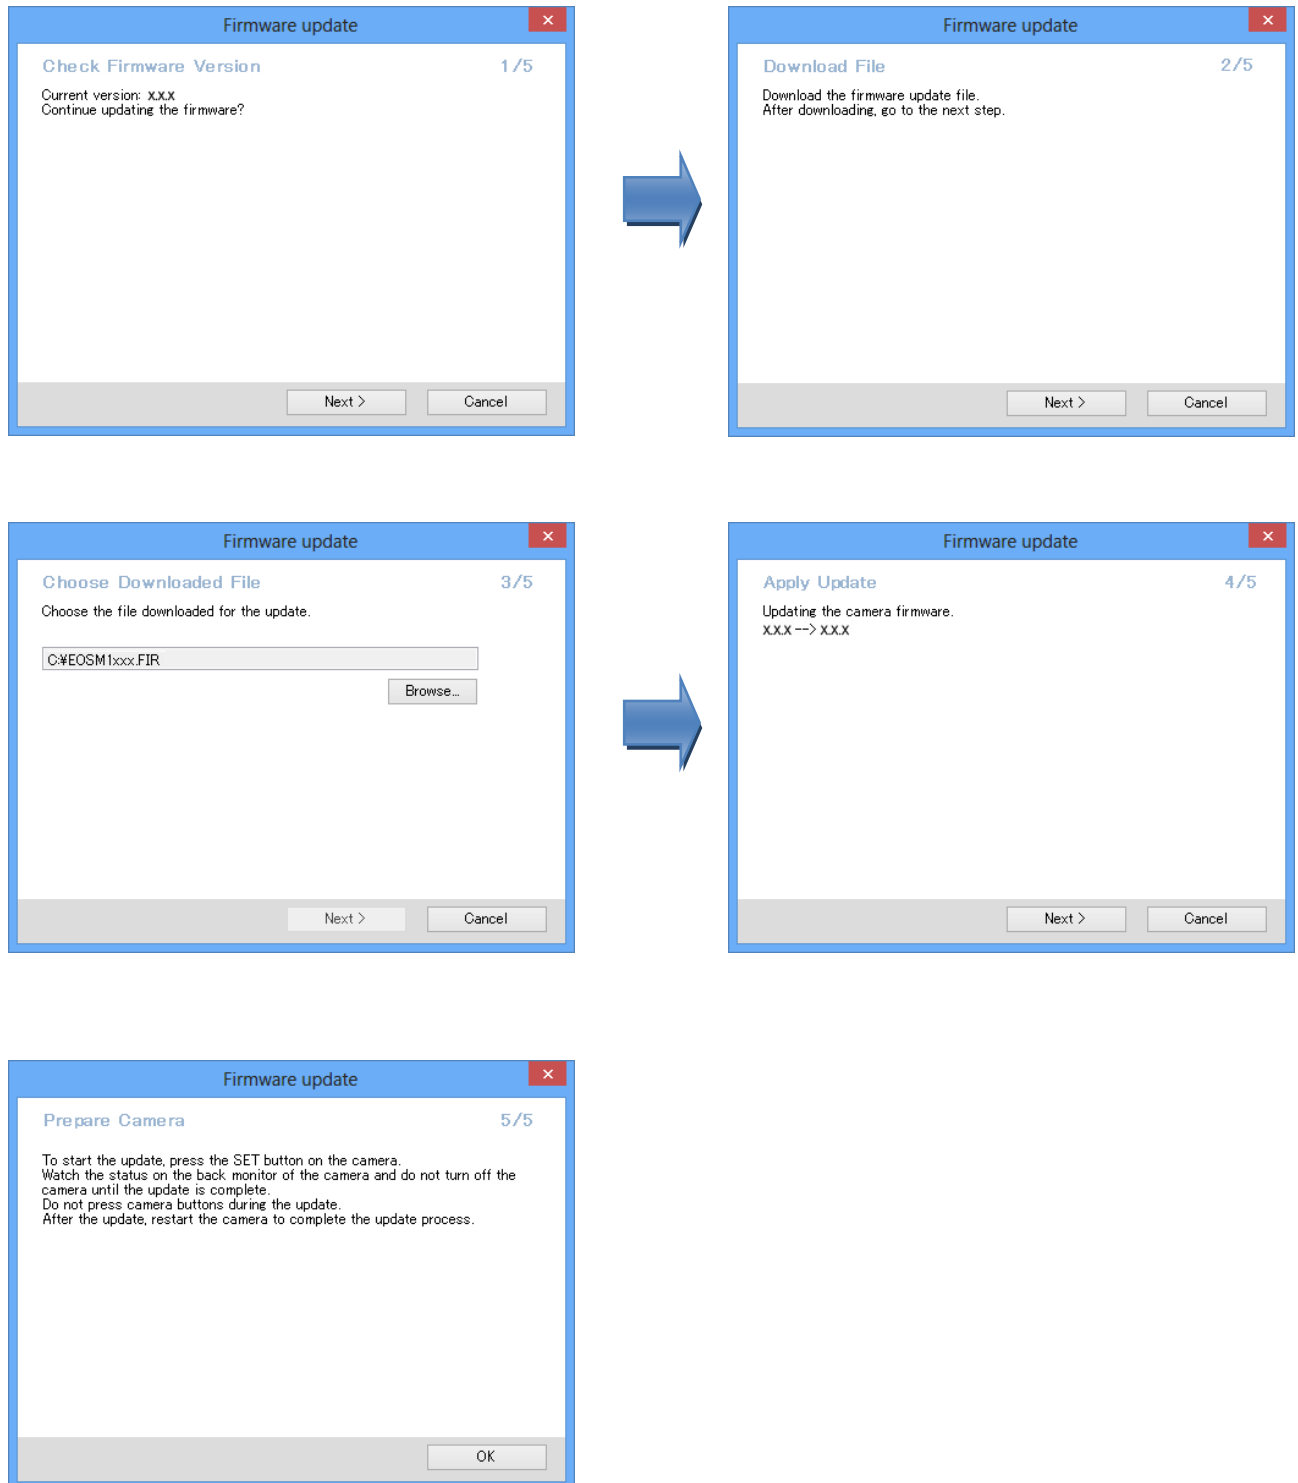 Firmware update
Check Firmware Version 1/5
Current version: x.x.x
Continue updating the firmware?
Next >
Cancel
Firmware update
Download File 2/5
Download the firmware update file.
After downloading, go to the next step.
Next >
Cancel
Firmware update
Choose Downloaded File 3/5
Choose the file downloaded for the update.
C:¥EOSM1xxx.FIR
Browse...
Next >
Cancel
Firmware update
Apply Update 4/5
Updating the camera firmware.
x.x.x --> x.x.x
Next >
Cancel
Firmware update
Prepare Camera 5/5
To start the update, press the SET button on the camera.
Watch the status on the back monitor of the camera and do not turn off the
camera until the update is complete.
Do not press camera buttons during the update.
After the update, restart the camera to complete the update process.
OK